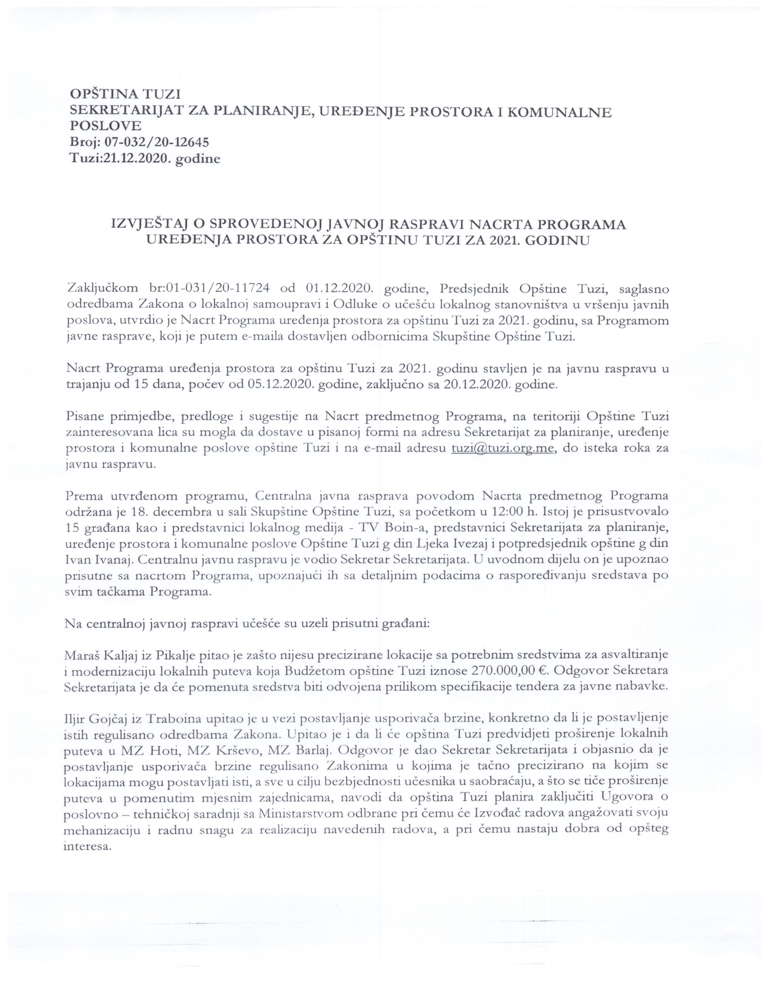 OPŠTINA TUZI
SEKRETARIJAT ZA PLANIRANJE, UREĐENJE PROSTORA I KOMUNALNE
POSLOVE
Broj: 07-032/20-12645
Tuzi:21.12.2020. godine
IZVJEŠTAJ O SPROVEDENOJ JAVNOJ RASPRAVI NACRTA PROGRAMA
UREĐENJA PROSTORA ZA OPŠTINU TUZI ZA 2021. GODINU
Zaključkom br:01-031/20-11724 od 01.12.2020. godine, Predsjednik Opštine Tuzi, saglasno
odredbama Zakona o lokalnoj samoupravi i Odluke o učešću lokalnog stanovništva u vršenju javnih
poslova, utvrdio je Nacrt Programa uređenja prostora za opštinu Tuzi za 2021. godinu, sa Programom
javne rasprave, koji je putem e-maila dostavljen odbornicima Skupštine Opštine Tuzi.
Nacrt Programa uređenja prostora za opštinu Tuzi za 2021. godinu stavljen je na javnu raspravu u
trajanju od 15 dana, počev od 05.12.2020. godine, zaključno sa 20.12.2020. godine.
Pisane primjedbe, predloge i sugestije na Nacrt predmetnog Programa, na teritoriji Opštine Tuzi
zainteresovana lica su mogla da dostave u pisanoj formi na adresu Sekretarijat za planiranje, uređenje
prostora i komunalne poslove opštine Tuzi i na e-mail adresu tuzi@tuzi.org.me, do isteka roka za
javnu raspravu.
Prema utvrđenom programu, Centralna javna rasprava povodom Nacrta predmetnog Programa
održana je 18. decembra u sali Skupštine Opštine Tuzi, sa početkom u 12:00 h. Istoj je prisustvovalo
15 građana kao i predstavnici lokalnog medija - TV Boin-a, predstavnici Sekretarijata za planiranje,
uređenje prostora i komunalne poslove Opštine Tuzi g din Ljeka Ivezaj i potpredsjednik opštine g din
Ivan Ivanaj. Centralnu javnu raspravu je vodio Sekretar Sekretarijata. U uvodnom dijelu on je upoznao
prisutne sa nacrtom Programa, upoznajući ih sa detaljnim podacima o raspoređivanju sredstava po
svim tačkama Programa.
Na centralnoj javnoj raspravi učešće su uzeli prisutni građani:
Maraš Kaljaj iz Pikalje pitao je zašto nijesu precizirane lokacije sa potrebnim sredstvima za asvaltiranje
i modernizaciju lokalnih puteva koja Budžetom opštine Tuzi iznose 270.000,00 €. Odgovor Sekretara
Sekretarijata je da će pomenuta sredstva biti odvojena prilikom specifikacije tendera za javne nabavke.
Iljir Gojčaj iz Traboina upitao je u vezi postavljanje usporivača brzine, konkretno da li je postavljenje
istih regulisano odredbama Zakona. Upitao je i da li će opština Tuzi predvidjeti proširenje lokalnih
puteva u MZ Hoti, MZ Krševo, MZ Barlaj. Odgovor je dao Sekretar Sekretarijata i objasnio da je
postavljanje usporivača brzine regulisano Zakonima u kojima je tačno precizirano na kojim se
lokacijama mogu postavljati isti, a sve u cilju bezbjednosti učesnika u saobraćaju, a što se tiče proširenje
puteva u pomenutim mjesnim zajednicama, navodi da opština Tuzi planira zaključiti Ugovora o
poslovno – tehničkoj saradnji sa Ministarstvom odbrane pri čemu će Izvođač radova angažovati svoju
mehanizaciju i radnu snagu za realizaciju navedenih radova, a pri čemu nastaju dobra od opšteg
interesa.